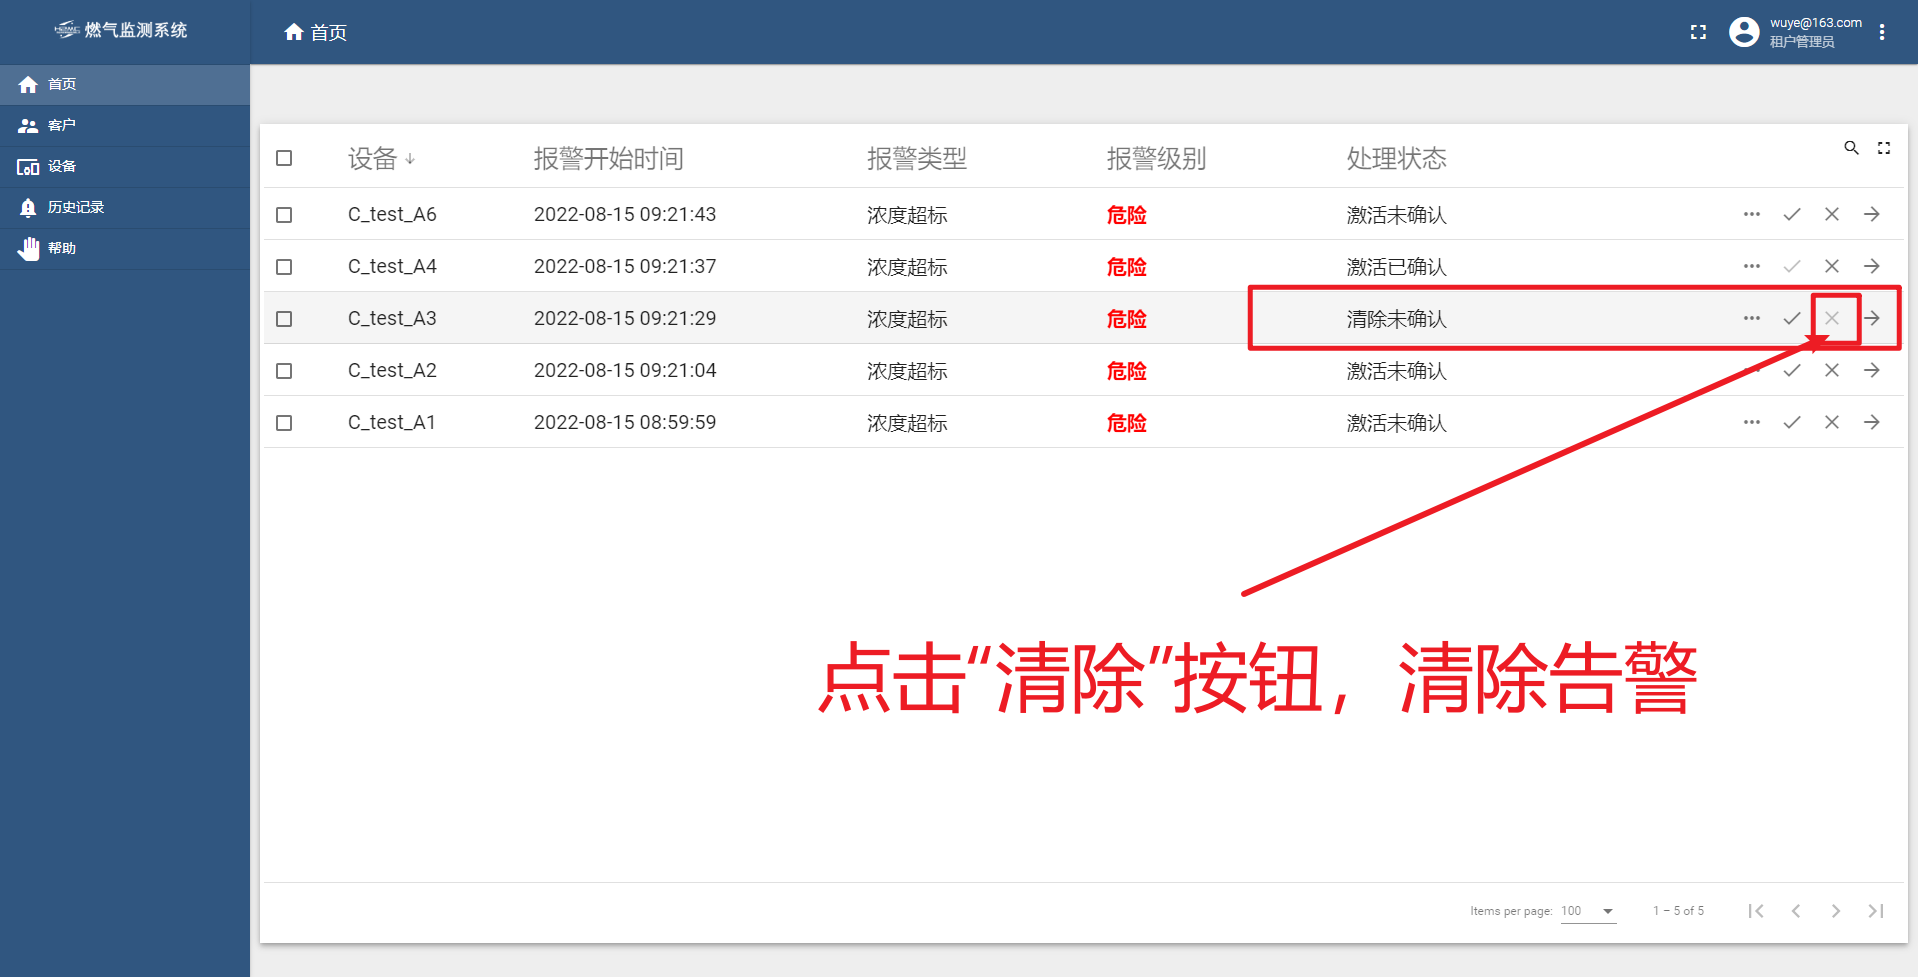 燃气监测系统
首页
wuye@163.com
租户管理员
首页
客户
设备
历史记录
帮助
设备 报警开始时间 报警类型 报警级别 处理状态
C_test_A6 2022-08-15 09:21:43 浓度超标 危险 激活未确认
C_test_A4 2022-08-15 09:21:37 浓度超标 危险 激活已确认
C_test_A3 2022-08-15 09:21:29 浓度超标 危险 清除未确认
C_test_A2 2022-08-15 09:21:04 浓度超标 危险 激活未确认
C_test_A1 2022-08-15 08:59:59 浓度超标 危险 激活未确认
点击“清除”按钮，清除告警
Items per page: 100 1 – 5 of 5